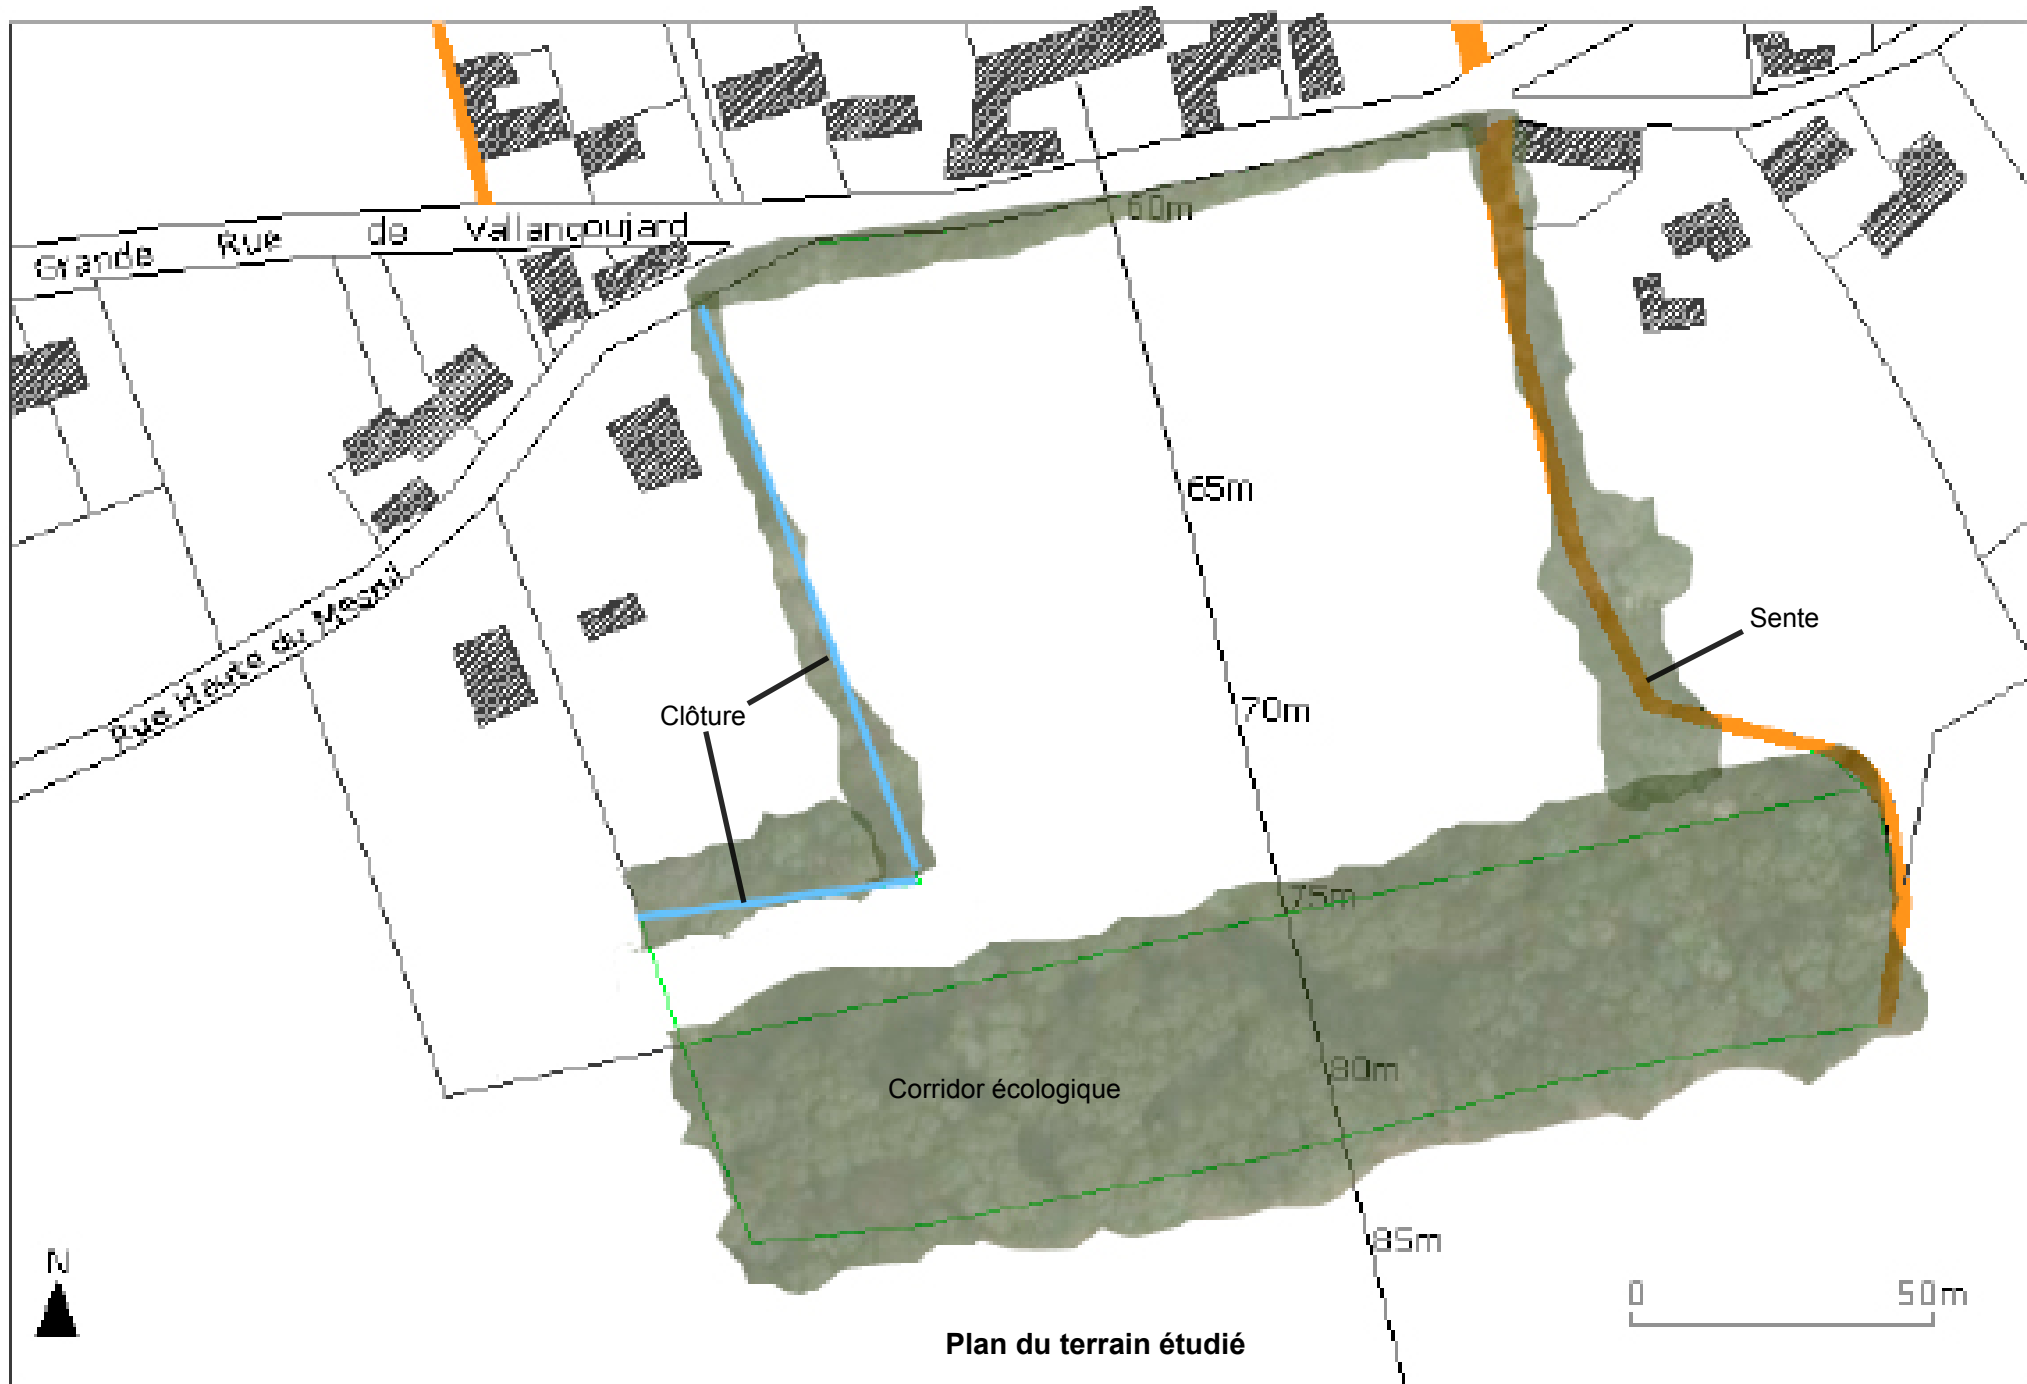 Grande Rue de Vallangoujard
60m
65m
Sente
Rue Haute du Mesnil
70m
Clôture
75m
80m
Corridor écologique
85m
N
0 50m
Plan du terrain étudié